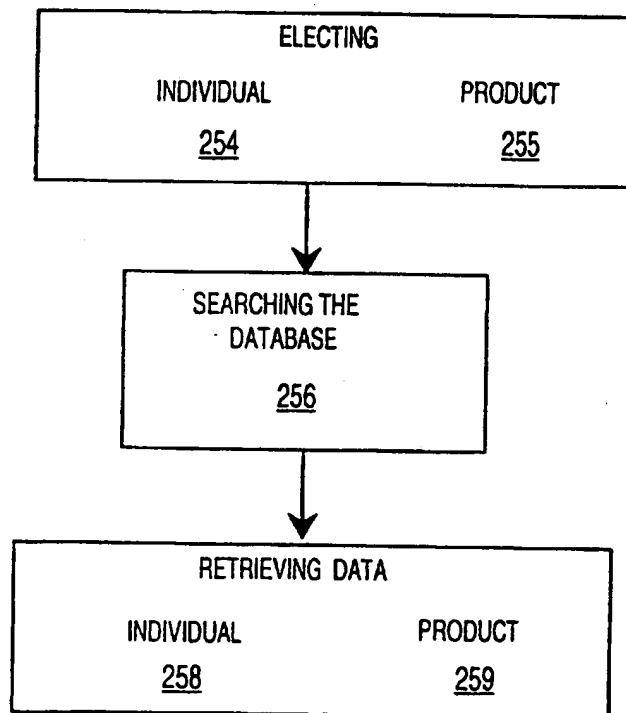 ELECTING
INDIVIDUAL PRODUCT
254 255
SEARCHING THE
DATABASE
256
RETRIEVING DATA
INDIVIDUAL PRODUCT
258 259